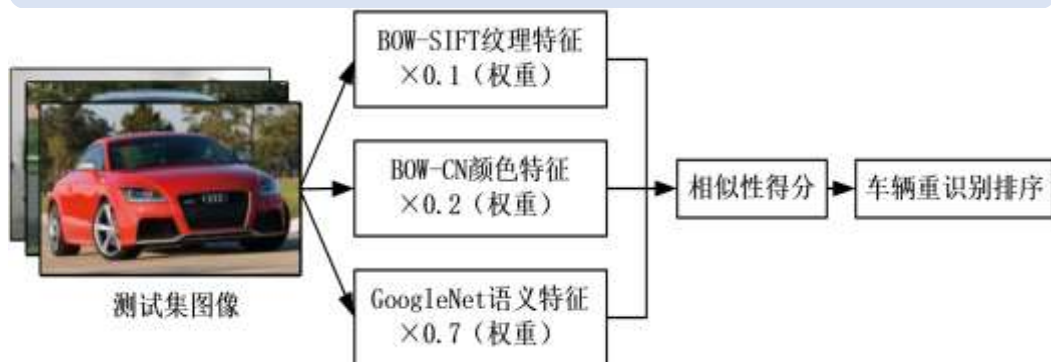 BOW-SIFT纹理特征
×0.1（权重）
BOW-CN颜色特征
×0.2（权重）
GoogleNet语义特征
×0.7（权重）
相似性得分
车辆重识别排序
测试集图像